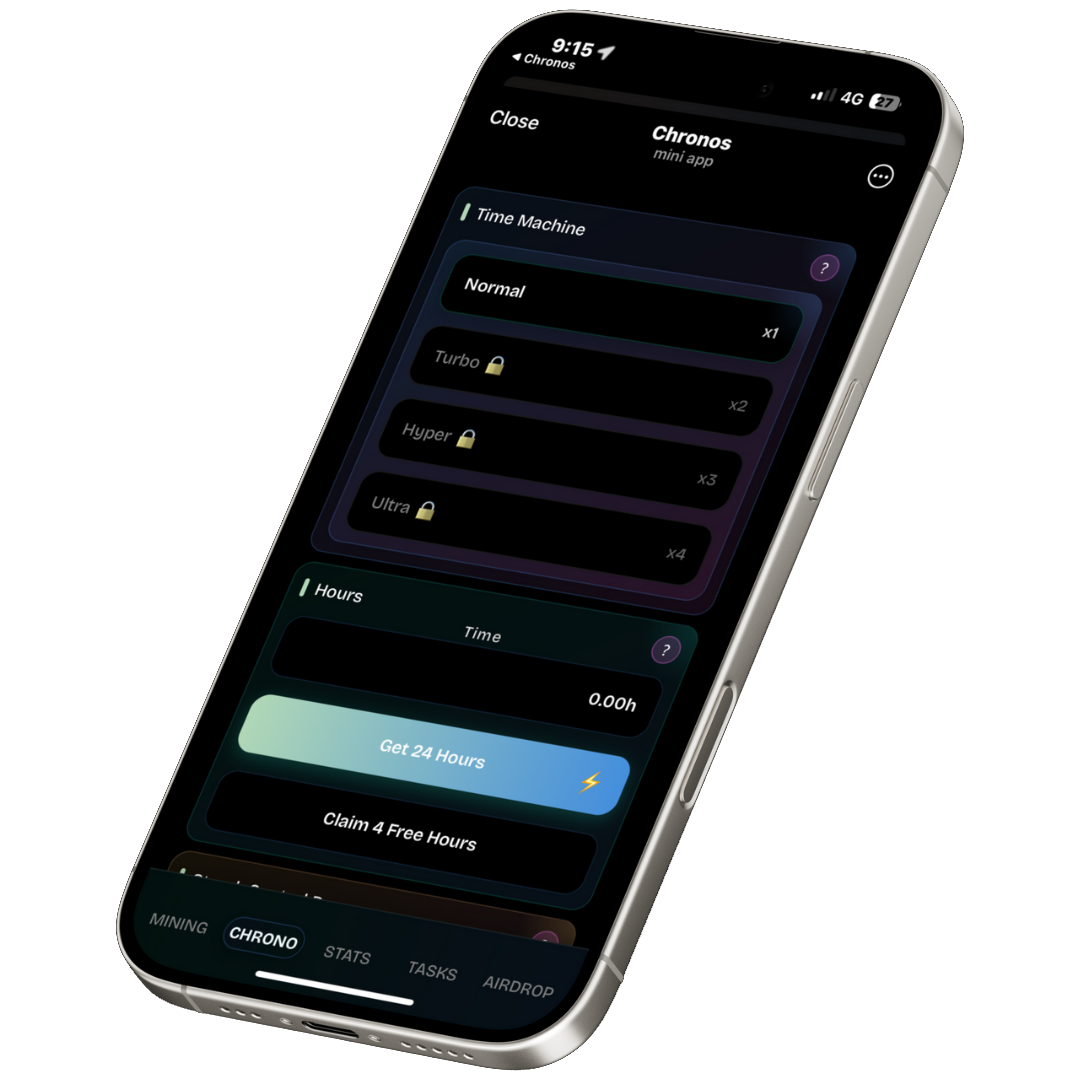 9:15
◀ Chronos
4G 27
Close
Chronos
mini app
Time Machine
?
Normal
x1
Turbo 🔒
x2
Hyper 🔒
x3
Ultra 🔒
x4
Hours
?
Time
0.00h
Get 24 Hours ⚡
Claim 4 Free Hours
MINING CHRONO STATS TASKS AIRDROP